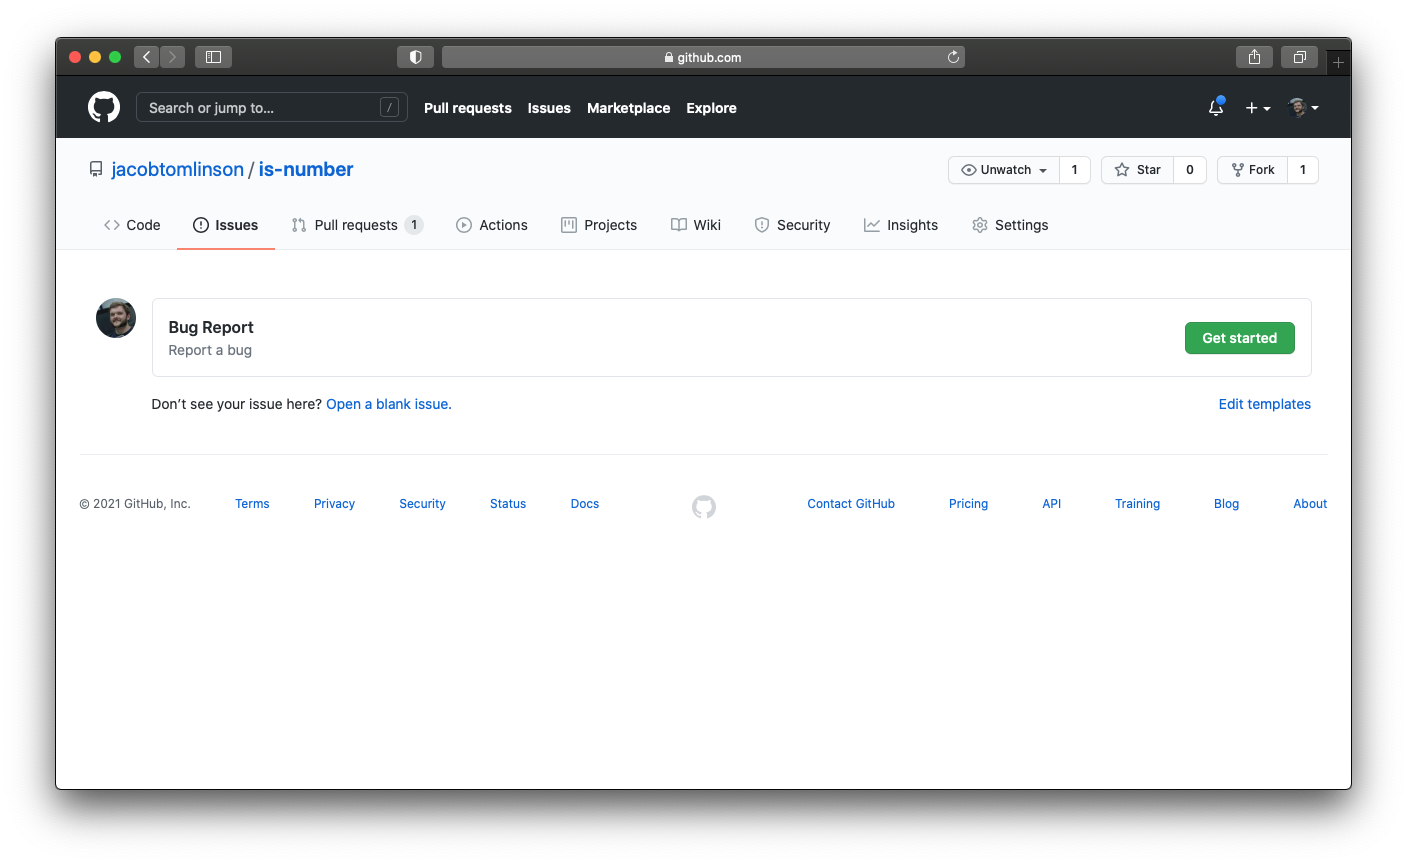 github.com
Search or jump to... / Pull requests Issues Marketplace Explore
jacobtomlinson / is-number Unwatch 1 Star 0 Fork 1
Code Issues Pull requests 1 Actions Projects Wiki Security Insights Settings
Bug Report
Report a bug
Get started
Don’t see your issue here? Open a blank issue. Edit templates
© 2021 GitHub, Inc. Terms Privacy Security Status Docs Contact GitHub Pricing API Training Blog About